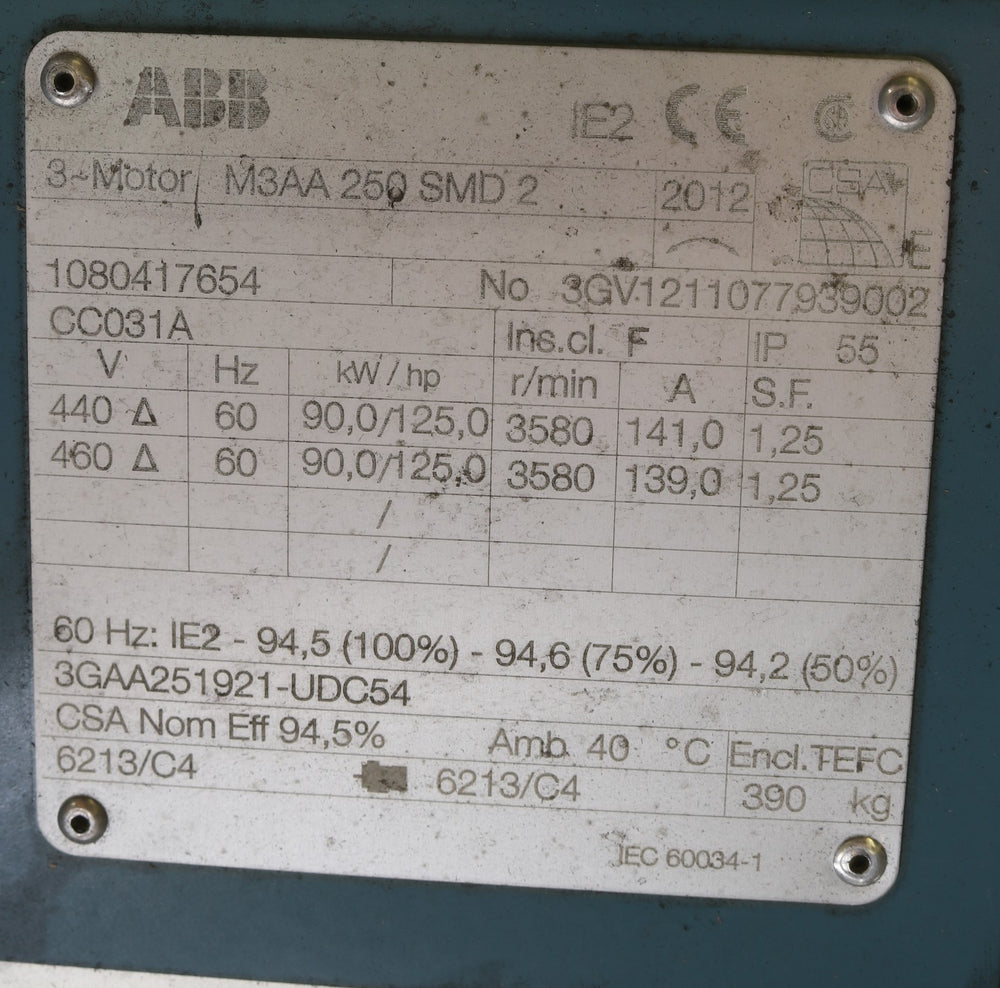 ABB IE2 CE
3~Motor M3AA 250 SMD 2 2012 CSA
E
1080417654 No 3GV1211077939002
CC031A Ins.cl. F IP 55
V Hz kW / hp r/min A S.F.
440 Δ 60 90,0/125,0 3580 141,0 1,25
460 Δ 60 90,0/125,0 3580 139,0 1,25
/
/
60 Hz: IE2 - 94,5 (100%) - 94,6 (75%) - 94,2 (50%)
3GAA251921-UDC54
CSA Nom Eff 94,5% Amb. 40 °C Encl. TEFC
6213/C4 6213/C4 390 kg
IEC 60034-1